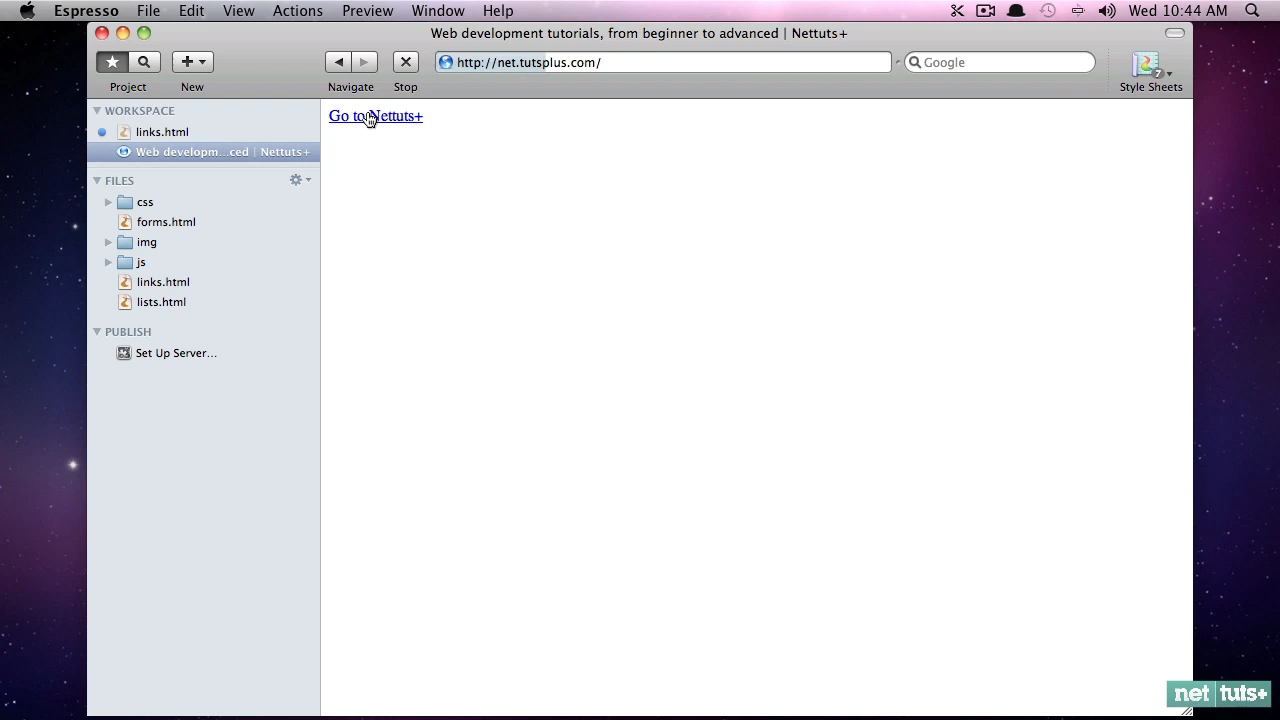 Espresso File Edit View Actions Preview Window Help Wed 10:44 AM
Web development tutorials, from beginner to advanced | Nettuts+
http://net.tutsplus.com/ Google
7
Project New Navigate Stop Style Sheets
WORKSPACE
links.html
Web developm...ced | Nettuts+
FILES
css
forms.html
img
js
links.html
lists.html
PUBLISH
Set Up Server...
Go to Nettuts+
net tuts+